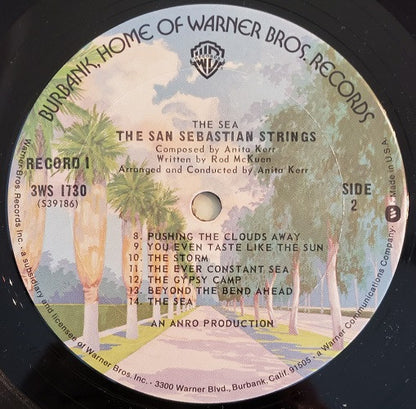 BURBANK, HOME OF WARNER BROS. RECORDS
THE SEA
THE SAN SEBASTIAN STRINGS
Composed by Anita Kerr
Written by Rod McKuen
Arranged and Conducted by Anita Kerr
RECORD 1
3WS 1730
(S39186)
SIDE
2
8. PUSHING THE CLOUDS AWAY
9. YOU EVEN TASTE LIKE THE SUN
10. THE STORM
11. THE EVER CONSTANT SEA
12. THE GYPSY CAMP
13. BEYOND THE BEND AHEAD
14. THE SEA
AN ANRO PRODUCTION
Warner Bros. Records Inc. - a subsidiary and licensee of Warner Bros. Inc. - 3300 Warner Blvd., Burbank, Calif. 91505 - a Warner Communications Company. Made in U.S.A.